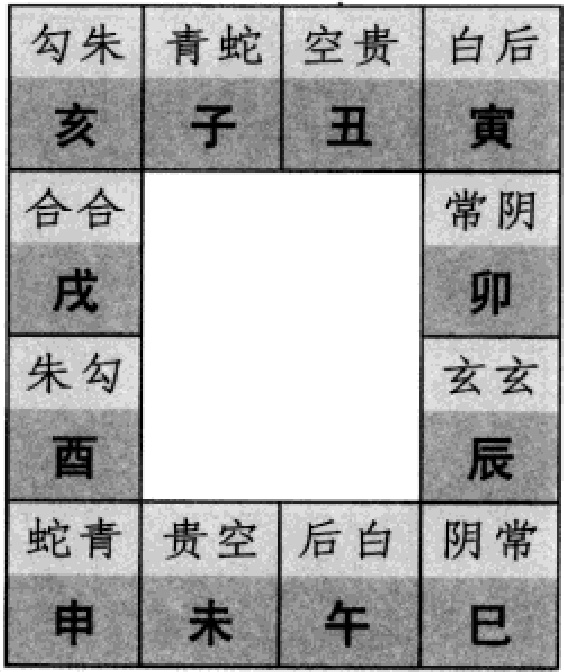 勾朱 青蛇 空贵 白后
亥 子 丑 寅
合合 常阴
戌 卯
朱勾 玄玄
酉 辰
蛇青 贵空 后白 阴常
申 未 午 巳